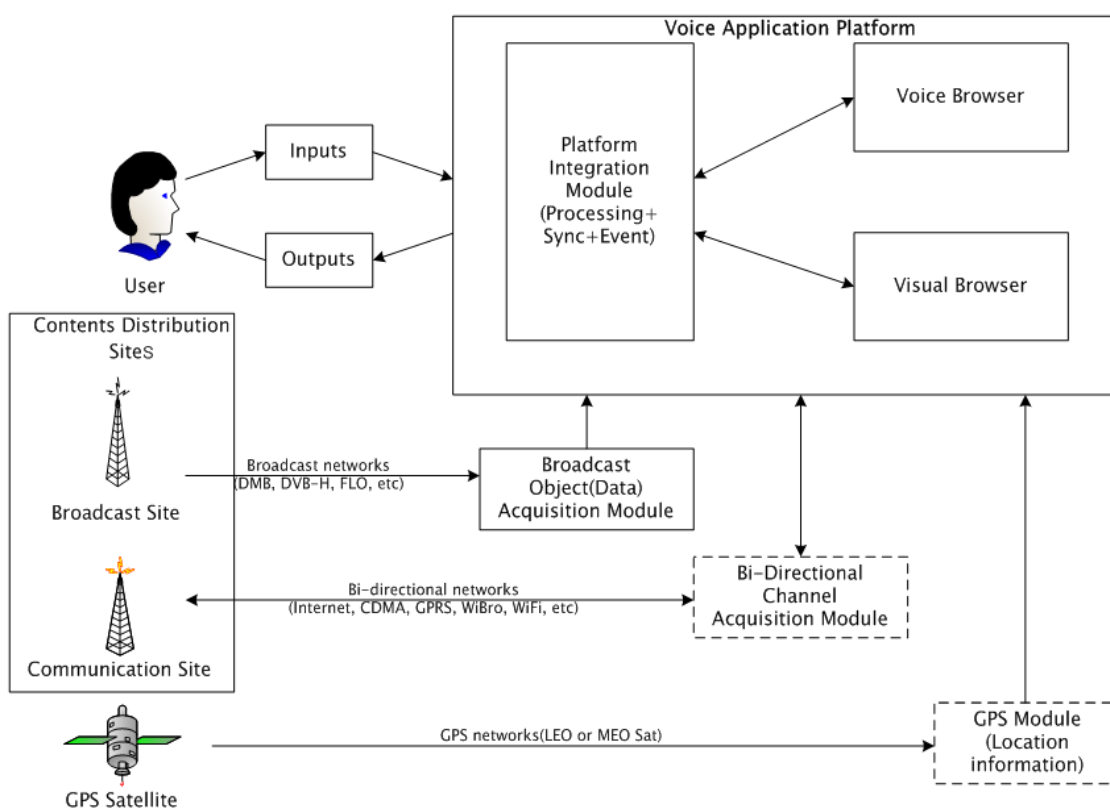 Voice Application Platform
Platform
Integration
Module
(Processing+
Sync+Event)
Voice Browser
Visual Browser
Inputs
Outputs
User
Contents Distribution
Sites
Broadcast Site
Communication Site
Broadcast networks
(DMB, DVB-H, FLO, etc)
Broadcast
Object(Data)
Acquisition Module
Bi-directional networks
(Internet, CDMA, GPRS, WiBro, WiFi, etc)
Bi-Directional
Channel
Acquisition Module
GPS networks(LEO or MEO Sat)
GPS Module
(Location
information)
GPS Satellite